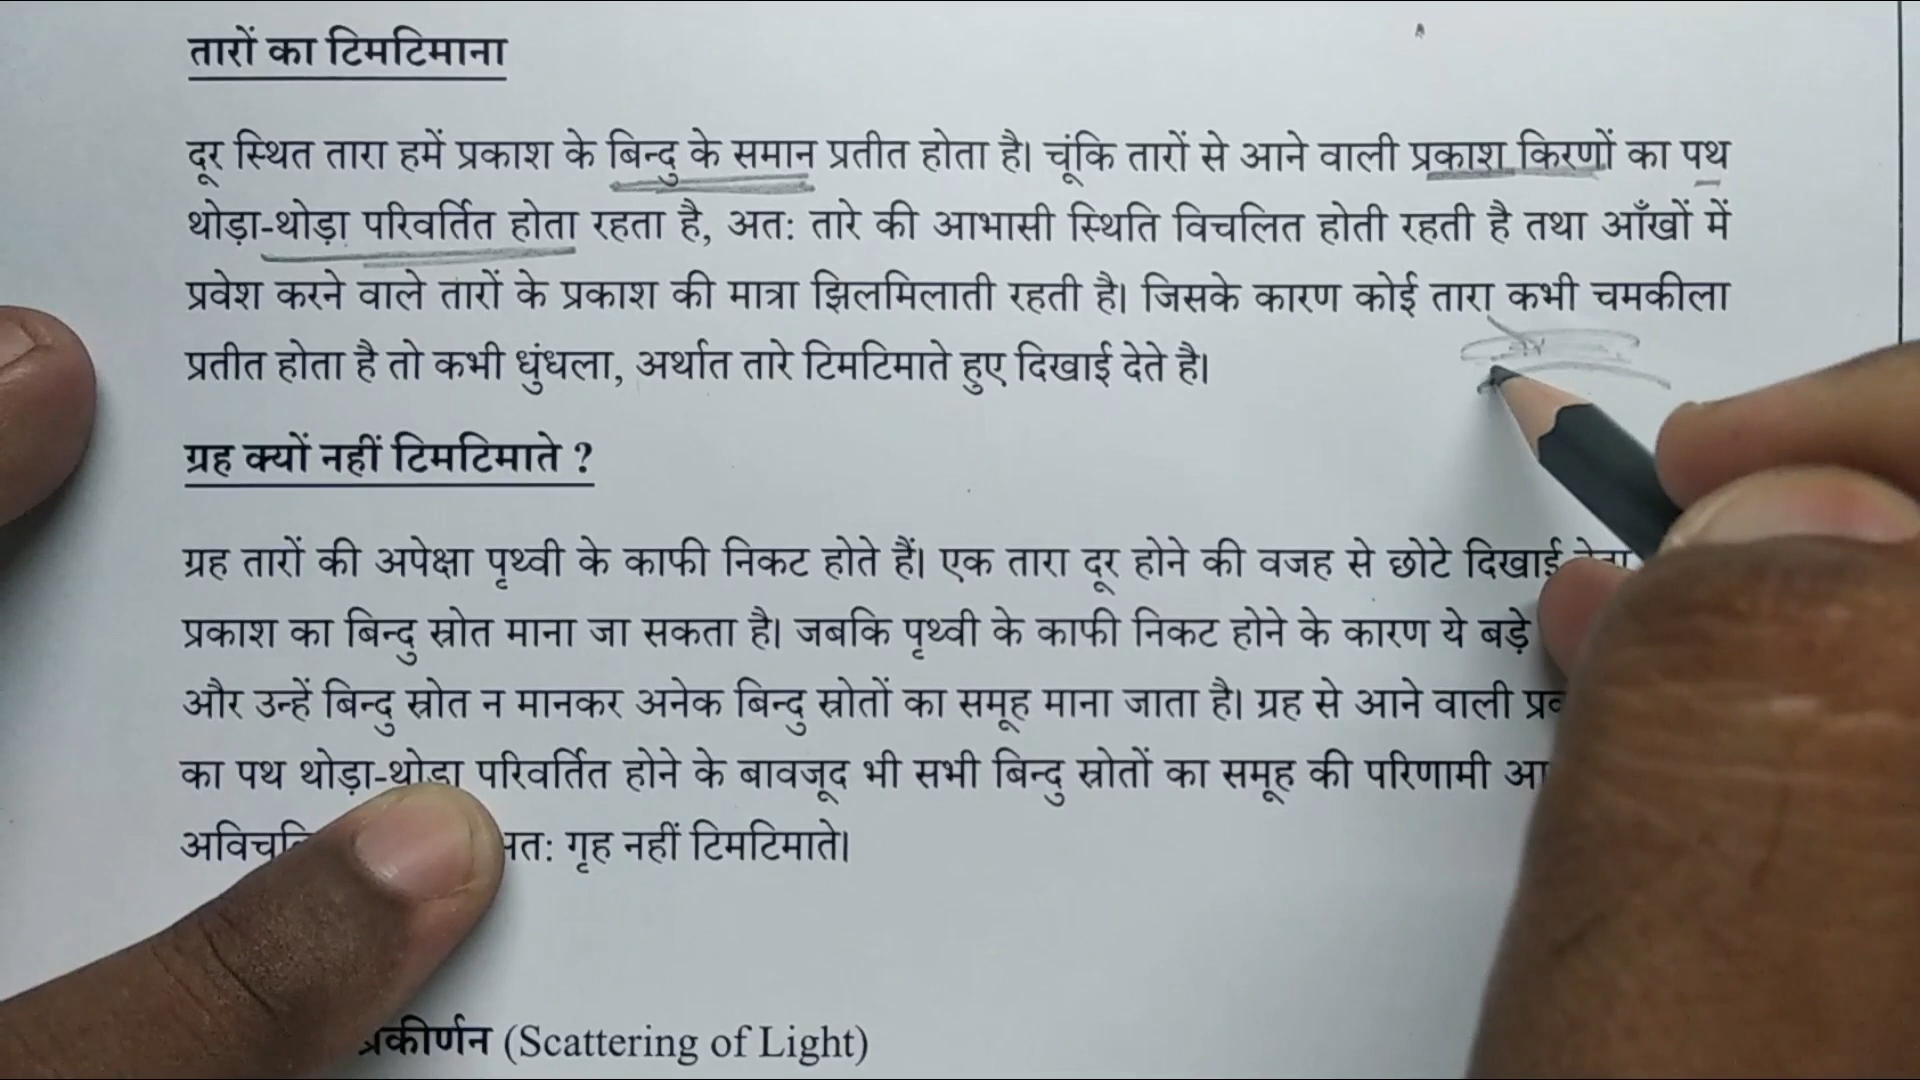 तारों का टिमटिमाना
दूर स्थित तारा हमें प्रकाश के बिन्दु के समान प्रतीत होता है। चूंकि तारों से आने वाली प्रकाश किरणों का पथ
थोड़ा-थोड़ा परिवर्तित होता रहता है, अत: तारे की आभासी स्थिति विचलित होती रहती है तथा आँखों में
प्रवेश करने वाले तारों के प्रकाश की मात्रा झिलमिलाती रहती है। जिसके कारण कोई तारा कभी चमकीला
प्रतीत होता है तो कभी धुंधला, अर्थात तारे टिमटिमाते हुए दिखाई देते है।
ग्रह क्यों नहीं टिमटिमाते ?
ग्रह तारों की अपेक्षा पृथ्वी के काफी निकट होते हैं। एक तारा दूर होने की वजह से छोटे दिखाई
प्रकाश का बिन्दु स्रोत माना जा सकता है। जबकि पृथ्वी के काफी निकट होने के कारण ये बड़े
और उन्हें बिन्दु स्रोत न मानकर अनेक बिन्दु स्रोतों का समूह माना जाता है। ग्रह से आने वाली
का पथ थोड़ा-थोड़ा परिवर्तित होने के बावजूद भी सभी बिन्दु स्रोतों का समूह की परिणामी
गृह नहीं टिमटिमाते।
(Scattering of Light)